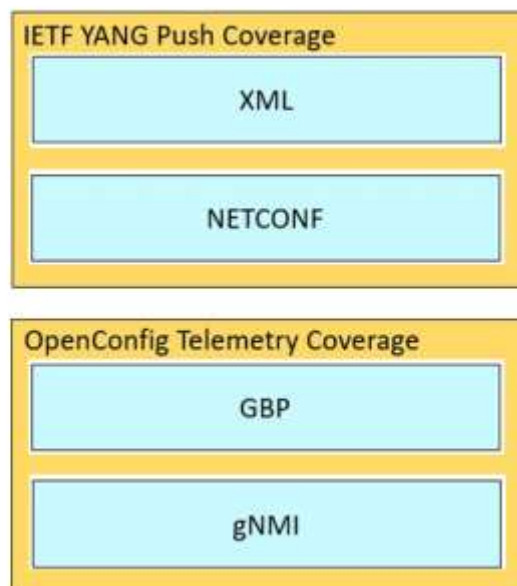 IETF YANG Push Coverage
XML
NETCONF
OpenConfig Telemetry Coverage
GBP
gNMI